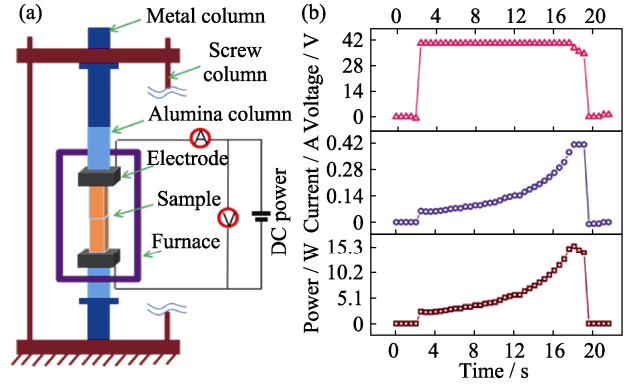 (a)
Metal column
Screw
column
Alumina column
A
Electrode
Sample
V
DC power
Furnace
(b)
0 4 8 12 16 20
Voltage / V
42
28
14
0
Current / A
0.42
0.28
0.14
0
Power / W
15.3
10.2
5.1
0
0 4 8 12 16 20
Time / s